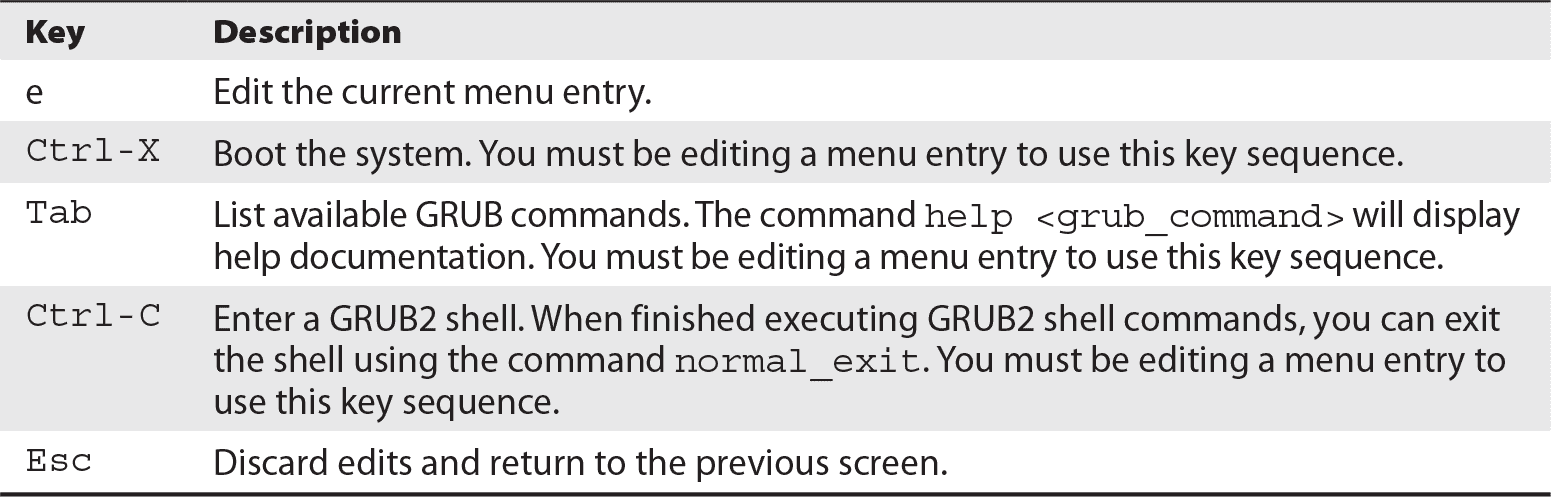 Key Description
e Edit the current menu entry.
Ctrl-X Boot the system. You must be editing a menu entry to use this key sequence.
Tab List available GRUB commands. The command help <grub_command> will display
help documentation. You must be editing a menu entry to use this key sequence.
Ctrl-C Enter a GRUB2 shell. When finished executing GRUB2 shell commands, you can exit
the shell using the command normal_exit. You must be editing a menu entry to
use this key sequence.
Esc Discard edits and return to the previous screen.